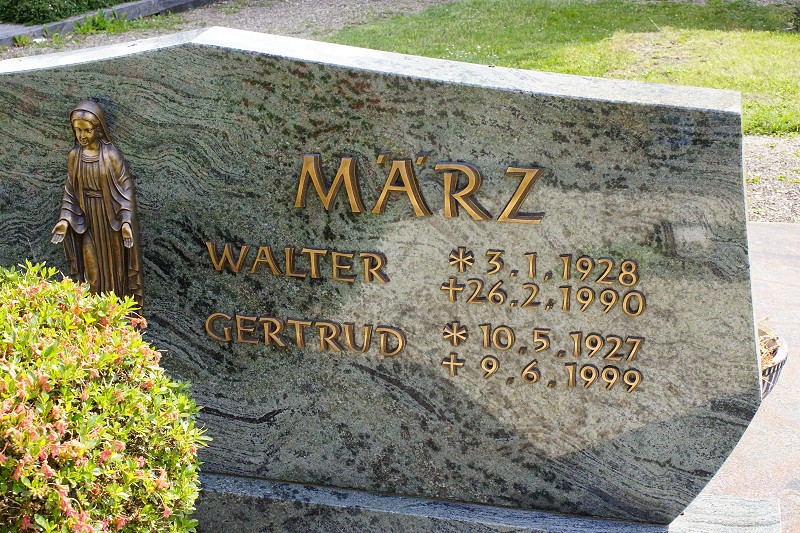 MÄRZ
WALTER * 3.1.1928
+26.2.1990
GERTRUD * 10.5.1927
+ 9.6.1999